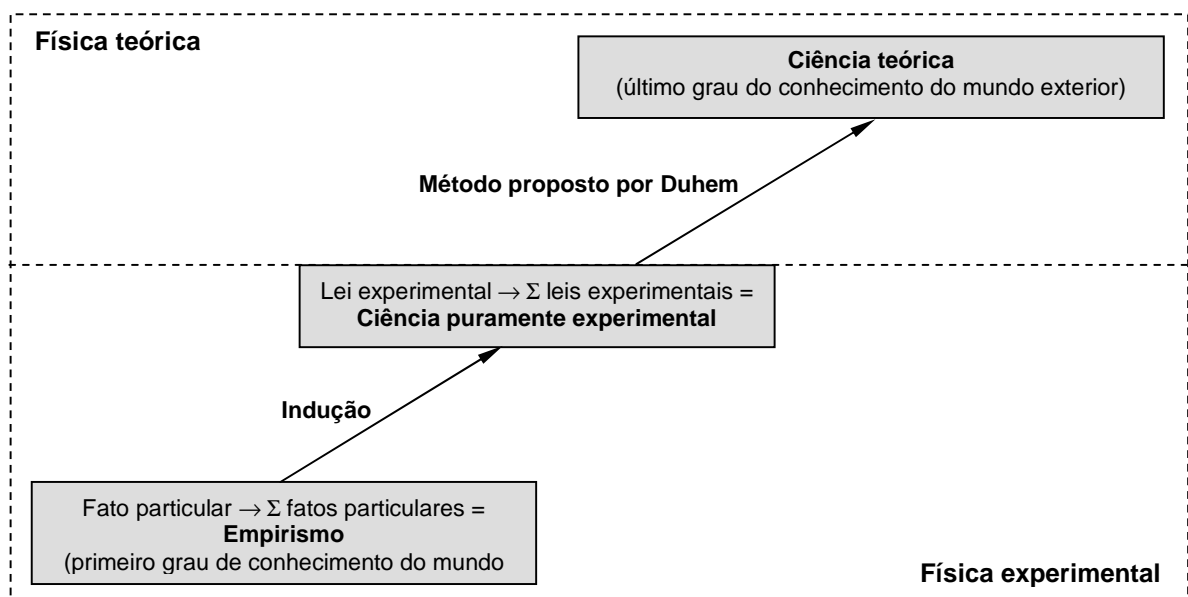 Física teórica
Ciência teórica
(último grau do conhecimento do mundo exterior)
Método proposto por Duhem
Lei experimental → Σ leis experimentais =
Ciência puramente experimental
Indução
Fato particular → Σ fatos particulares =
Empirismo
(primeiro grau de conhecimento do mundo
Física experimental